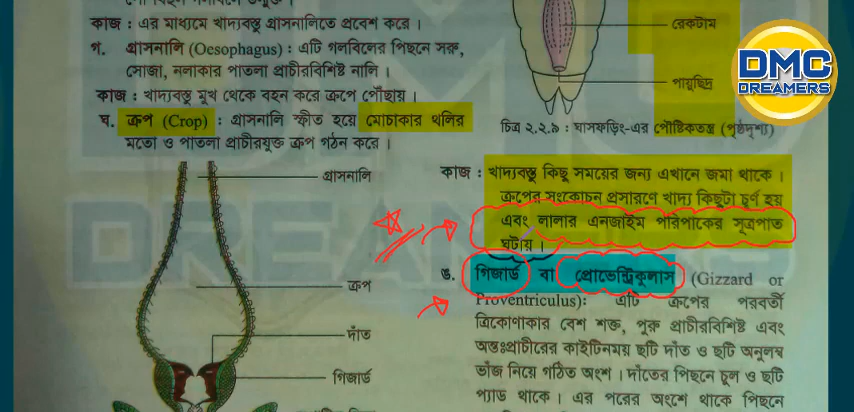 কাজ : এর মাধ্যমে খাদ্যবস্তু গ্রাসনালিতে প্রবেশ করে ।
গ. গ্রাসনালি (Oesophagus) : এটি গলবিলের পিছনে সরু,
সোজা, নলাকার পাতলা প্রাচীরবিশিষ্ট নালি ।
কাজ : খাদ্যবস্তু মুখ থেকে বহন করে ক্রপে পৌঁছায় ।
ঘ. ক্রপ (Crop) : গ্রাসনালি স্ফীত হয়ে মোচাকার থলির
মতো ও পাতলা প্রাচীরযুক্ত ক্রপ গঠন করে ।
গ্রাসনালি
ক্রপ
দাঁত
গিজার্ড
রেকটাম
পায়ুছিদ্র
চিত্র ২.২.৯ : ঘাসফড়িং-এর পৌষ্টিকতন্ত্র (পৃষ্ঠদৃশ্য)
কাজ : খাদ্যবস্তু কিছু সময়ের জন্য এখানে জমা থাকে ।
ক্রপের সংকোচন প্রসারণে খাদ্য কিছুটা চূর্ণ হয়
এবং লালার এনজাইম পরিপাকের সূত্রপাত
ঘটায় ।
ঙ. গিজার্ড বা প্রোভেন্ট্রিকুলাস (Gizzard or
Proventriculus): এটি ক্রপের পরবর্তী
ত্রিকোণাকার বেশ শক্ত, পুরু প্রাচীরবিশিষ্ট এবং
অন্তঃপ্রাচীরের কাইটিনময় ছটি দাঁত ও ছটি অনুলম্ব
ভাঁজ নিয়ে গঠিত অংশ । দাঁতের পিছনে চুল ও ছটি
প্যাড থাকে । এর পরের অংশে থাকে পিছনে
DMC
DREAMERS
DREAMERS